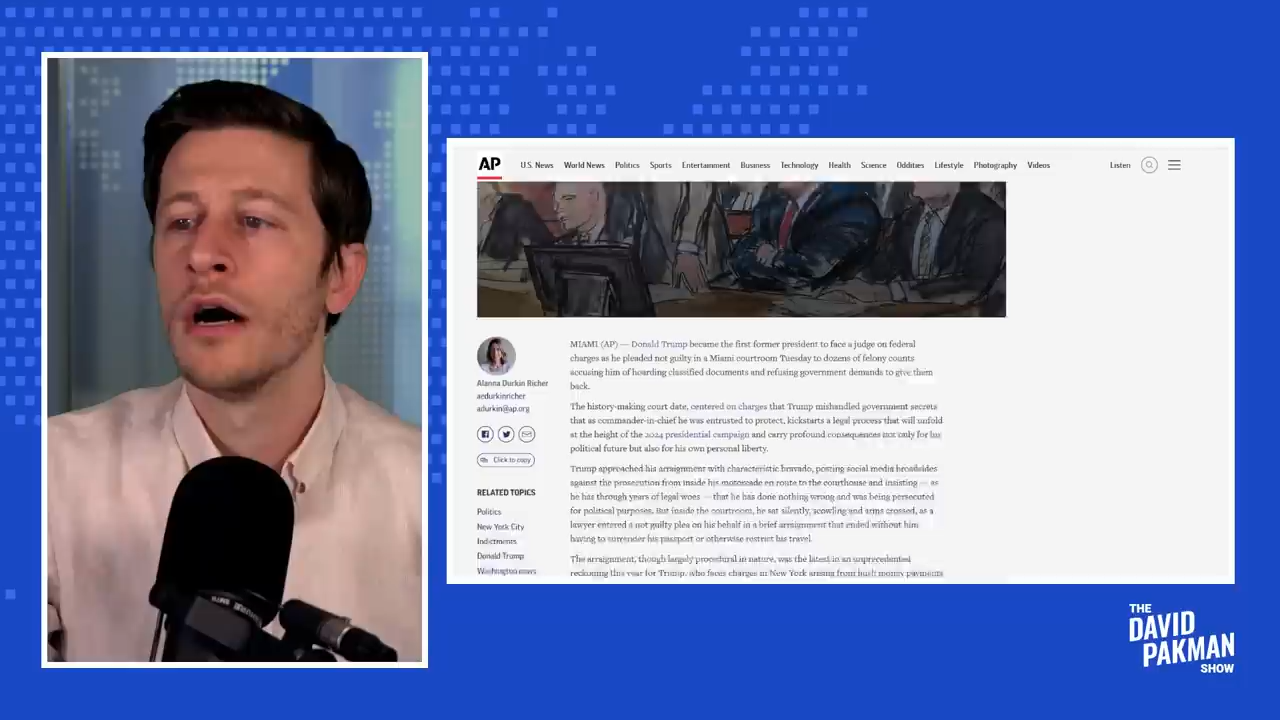 AP
U.S. News World News Politics Sports Entertainment Business Technology Health Science Oddities Lifestyle Photography Videos Listen
Alanna Durkin Richer
aedurkinricher
adurkin@ap.org
Click to copy
RELATED TOPICS
Politics
New York City
Indictments
Donald Trump
Washington news
MIAMI (AP) — Donald Trump became the first former president to face a judge on federal
charges as he pleaded not guilty in a Miami courtroom Tuesday to dozens of felony counts
accusing him of hoarding classified documents and refusing government demands to give them
back.
The history-making court date, centered on charges that Trump mishandled government secrets
that as commander-in-chief he was entrusted to protect, kickstarts a legal process that will unfold
at the height of the 2024 presidential campaign and carry profound consequences not only for his
political future but also for his own personal liberty.
Trump approached his arraignment with characteristic bravado, posting social media broadsides
against the prosecution from inside his motorcade en route to the courthouse and insisting — as
he has through years of legal woes — that he has done nothing wrong and was being persecuted
for political purposes. But inside the courtroom, he sat silently, scowling and arms crossed, as a
lawyer entered a not guilty plea on his behalf in a brief arraignment that ended without him
having to surrender his passport or otherwise restrict his travel.
The arraignment, though largely procedural in nature, was the latest in an unprecedented
reckoning this year for Trump, who faces charges in New York arising from hush money payments
THE
DAVID
PAKMAN
SHOW